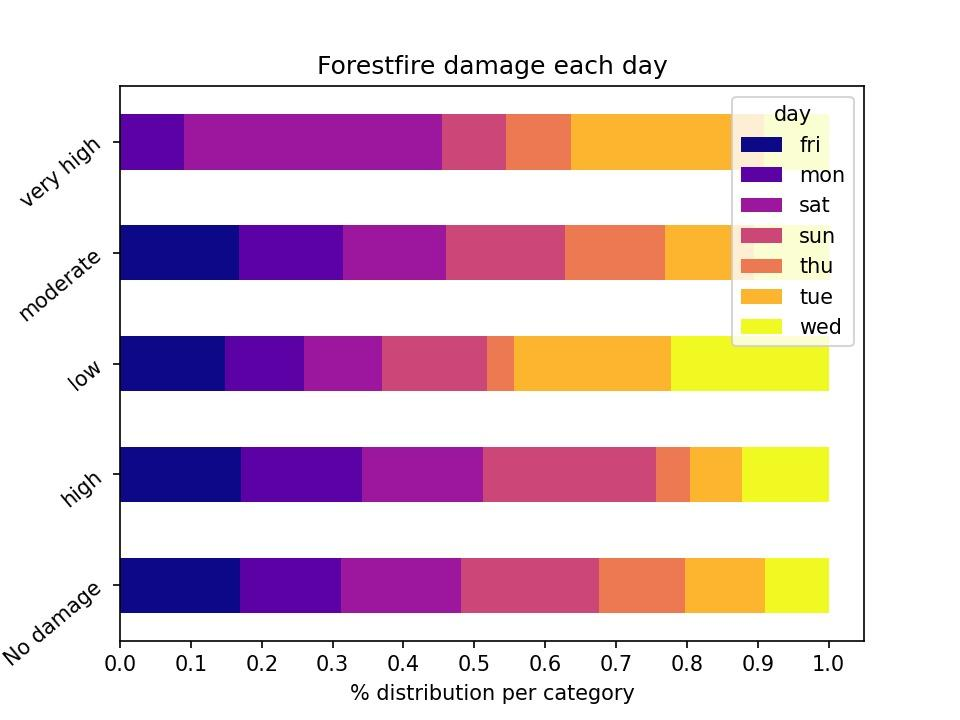 Forestfire damage each day
day
fri
mon
sat
sun
thu
tue
wed
very high
moderate
low
high
No damage
0.0 0.1 0.2 0.3 0.4 0.5 0.6 0.7 0.8 0.9 1.0
% distribution per category